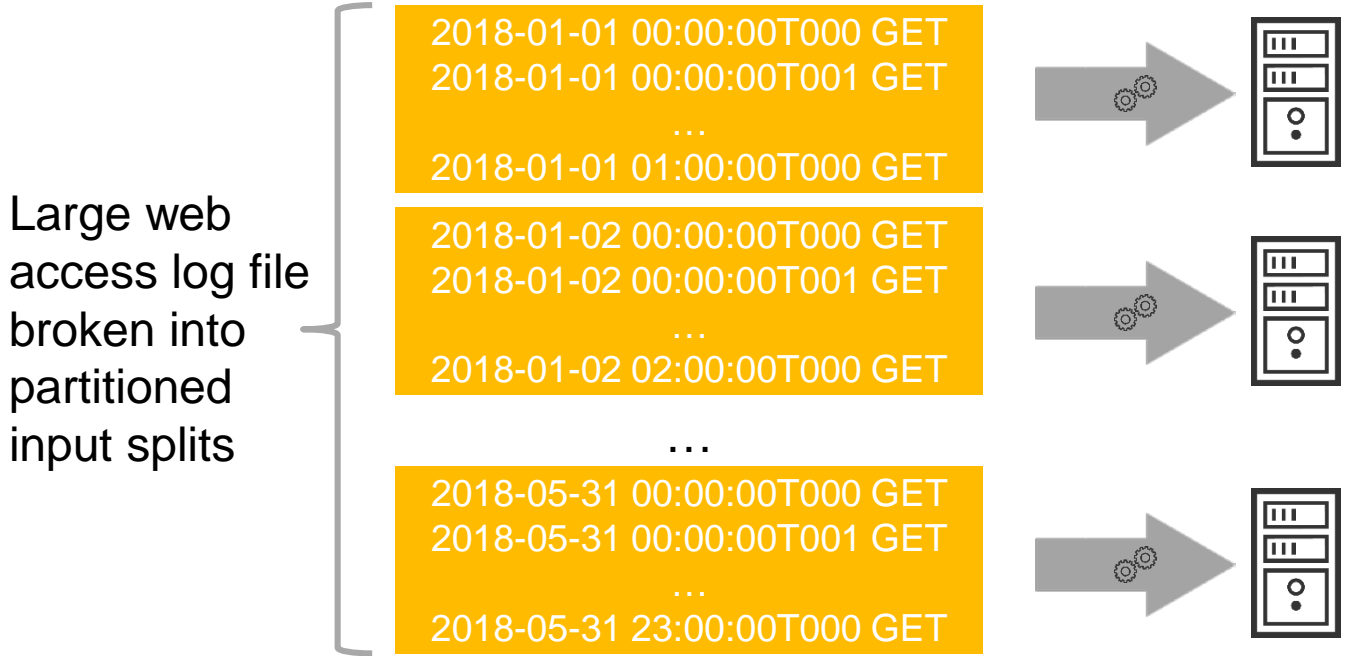 Large web
access log file
broken into
partitioned
input splits
2018-01-01 00:00:00T000 GET
2018-01-01 00:00:00T001 GET
…
2018-01-01 01:00:00T000 GET
2018-01-02 00:00:00T000 GET
2018-01-02 00:00:00T001 GET
…
2018-01-02 02:00:00T000 GET
…
2018-05-31 00:00:00T000 GET
2018-05-31 00:00:00T001 GET
…
2018-05-31 23:00:00T000 GET